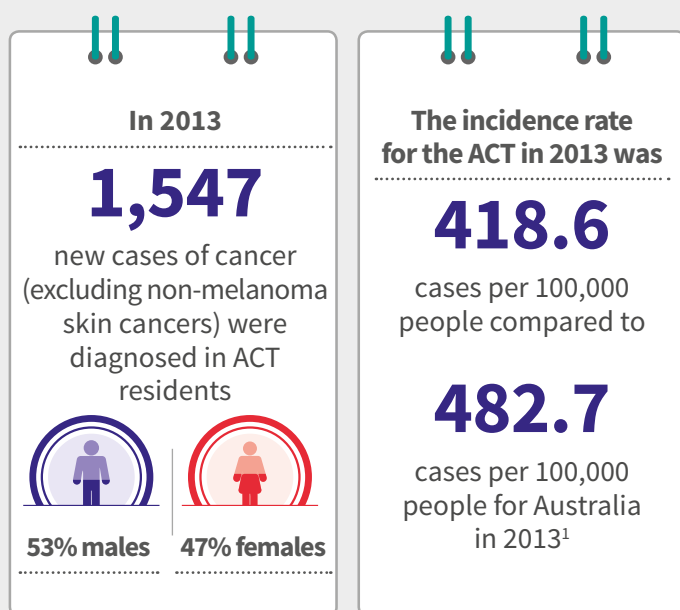 In 2013
1,547
new cases of cancer
(excluding non-melanoma
skin cancers) were
diagnosed in ACT
residents
53% males
47% females
The incidence rate
for the ACT in 2013 was
418.6
cases per 100,000
people compared to
482.7
cases per 100,000
people for Australia
in 2013¹